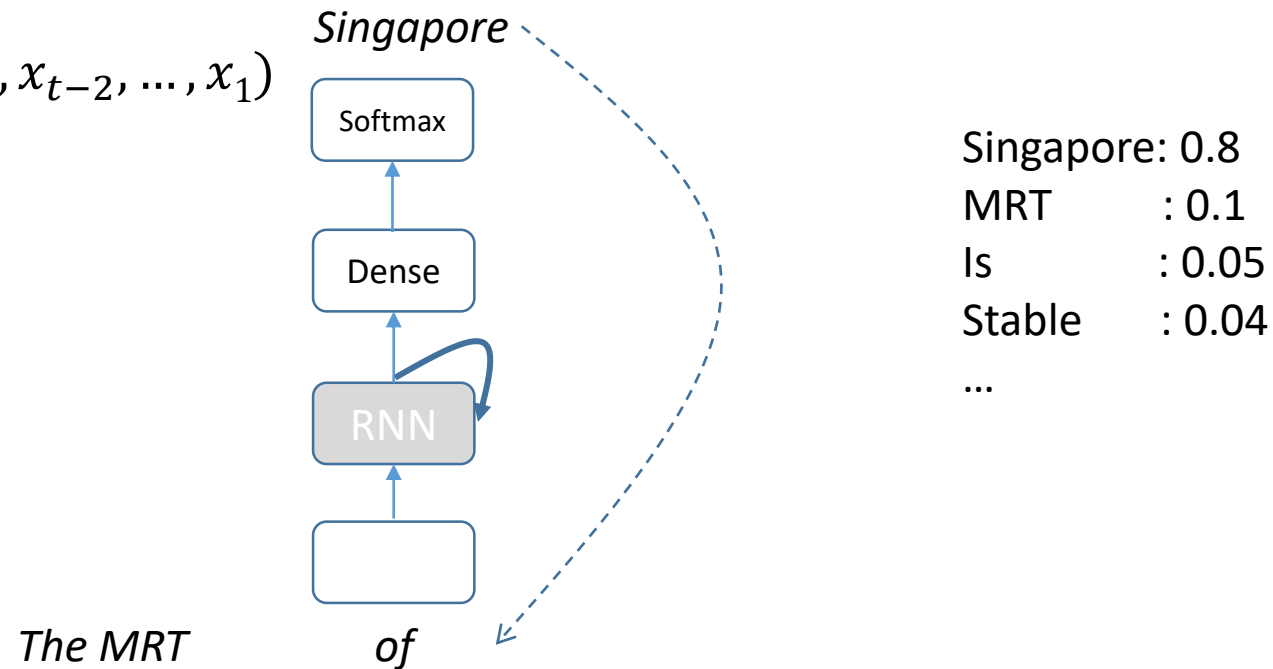 Singapore
, x_{t−2}, … , x_1)
Softmax
Dense
RNN
The MRT of
Singapore: 0.8
MRT : 0.1
Is : 0.05
Stable : 0.04
…